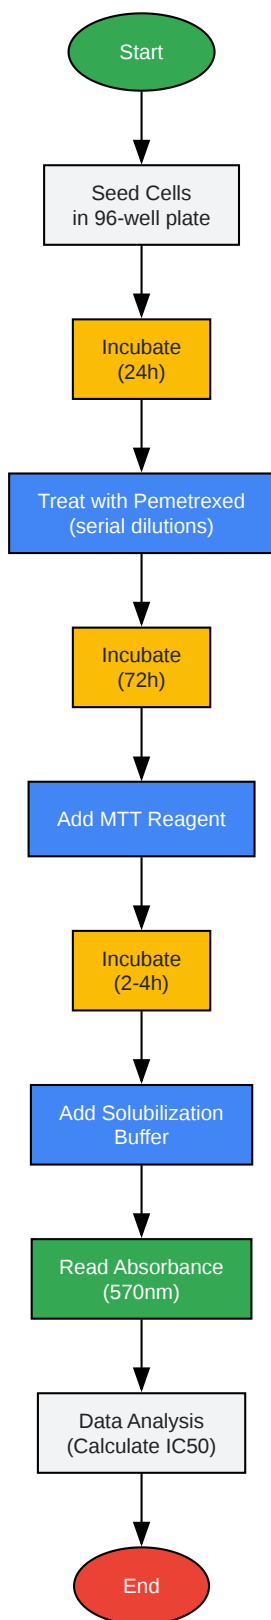 Start
Seed Cells
in 96-well plate
Incubate
(24h)
Treat with Pemetrexed
(serial dilutions)
Incubate
(72h)
Add MTT Reagent
Incubate
(2-4h)
Add Solubilization
Buffer
Read Absorbance
(570nm)
Data Analysis
(Calculate IC50)
End